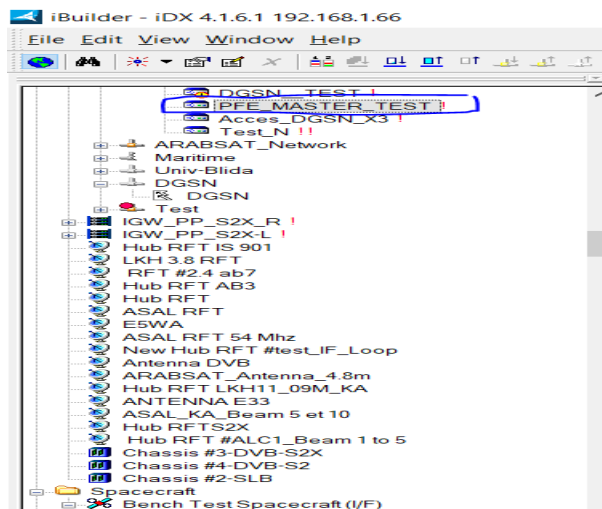 iBuilder - iDX 4.1.6.1 192.168.1.66
File Edit View Window Help
DGSN__TEST !
PFE_MASTER_TEST !
Acces_DGSN_X3 !
Test_N !!
ARABSAT_Network
Maritime
Univ-Blida
DGSN
DGSN
Test
IGW_PP_S2X_R !
IGW_PP_S2X-L !
Hub RFT IS 901
LKH 3.8 RFT
RFT #2.4 ab7
Hub RFT AB3
Hub RFT
ASAL RFT
E5WA
ASAL RFT 54 Mhz
New Hub RFT #test_IF_Loop
Antenna DVB
ARABSAT_Antenna_4.8m
Hub RFT LKH11_09M_KA
ANTENNA E33
ASAL_KA_Beam 5 et 10
Hub RFTS2X
Hub RFT #ALC1_Beam 1 to 5
Chassis #3-DVB-S2X
Chassis #4-DVB-S2
Chassis #2-SLB
Spacecraft
Bench Test Spacecraft (I/F)